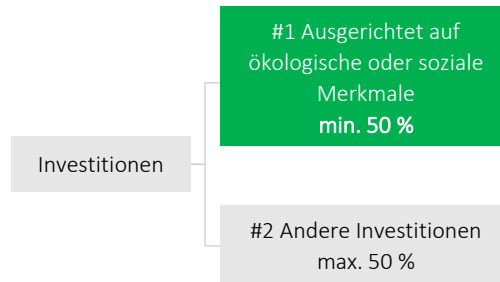 #1 Ausgerichtet auf
ökologische oder soziale
Merkmale
min. 50 %
Investitionen
#2 Andere Investitionen
max. 50 %